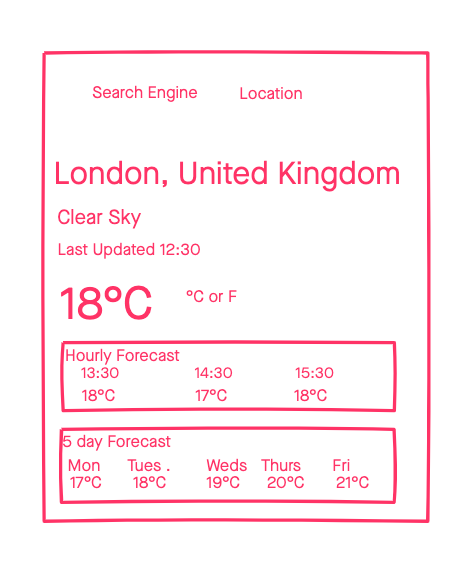 Search Engine Location
London, United Kingdom
Clear Sky
Last Updated 12:30
18°C °C or F
Hourly Forecast
13:30 14:30 15:30
18°C 17°C 18°C
5 day Forecast
Mon Tues . Weds Thurs Fri
17°C 18°C 19°C 20°C 21°C